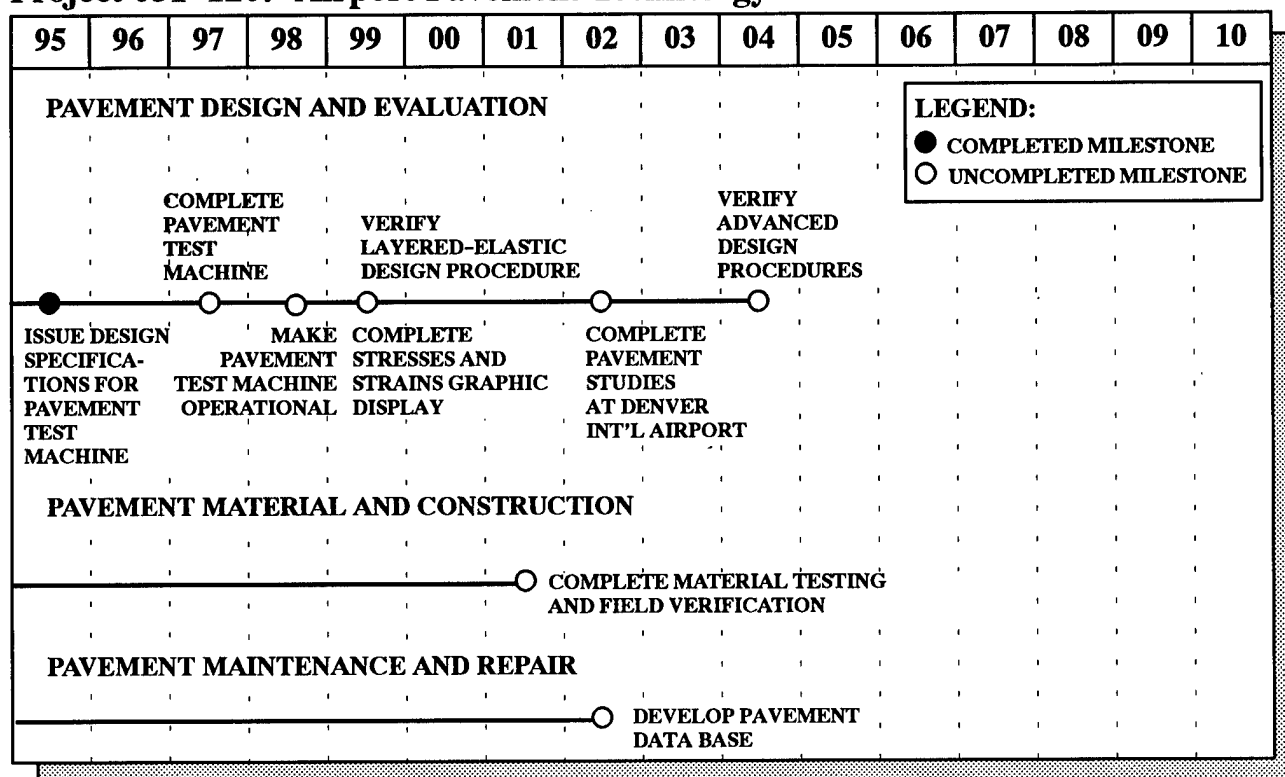 Project Airport Pavement Technology
95 96 97 98 99 00 01 02 03 04 05 06 07 08 09 10
PAVEMENT DESIGN AND EVALUATION
LEGEND:
COMPLETED MILESTONE
UNCOMPLETED MILESTONE
COMPLETE
PAVEMENT
TEST
MACHINE
VERIFY
LAYERED-ELASTIC
DESIGN PROCEDURE
VERIFY
ADVANCED
DESIGN
PROCEDURES
ISSUE DESIGN
SPECIFICA-
TIONS FOR
PAVEMENT
TEST
MACHINE
MAKE
PAVEMENT
TEST MACHINE
OPERATIONAL
COMPLETE
STRESSES AND
STRAINS GRAPHIC
DISPLAY
COMPLETE
PAVEMENT
STUDIES
AT DENVER
INT'L AIRPORT
PAVEMENT MATERIAL AND CONSTRUCTION
COMPLETE MATERIAL TESTING
AND FIELD VERIFICATION
PAVEMENT MAINTENANCE AND REPAIR
DEVELOP PAVEMENT
DATA BASE